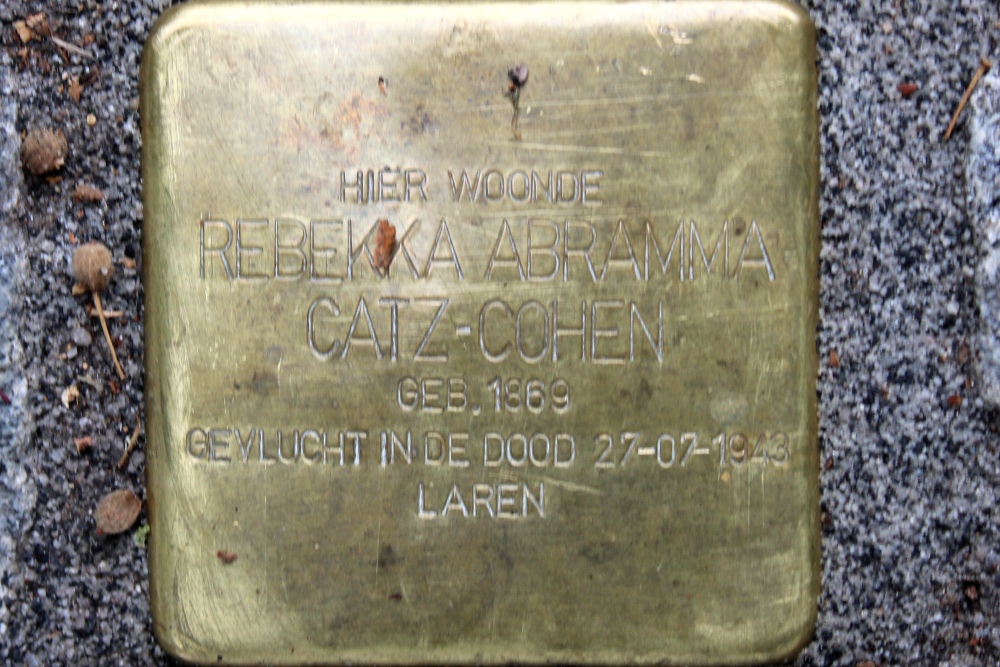 HIER WOONDE
REBEKKA ABRAMMA
CATZ-COHEN
GEB. 1869
GEVLUCHT IN DE DOOD 27-07-1943
LAREN